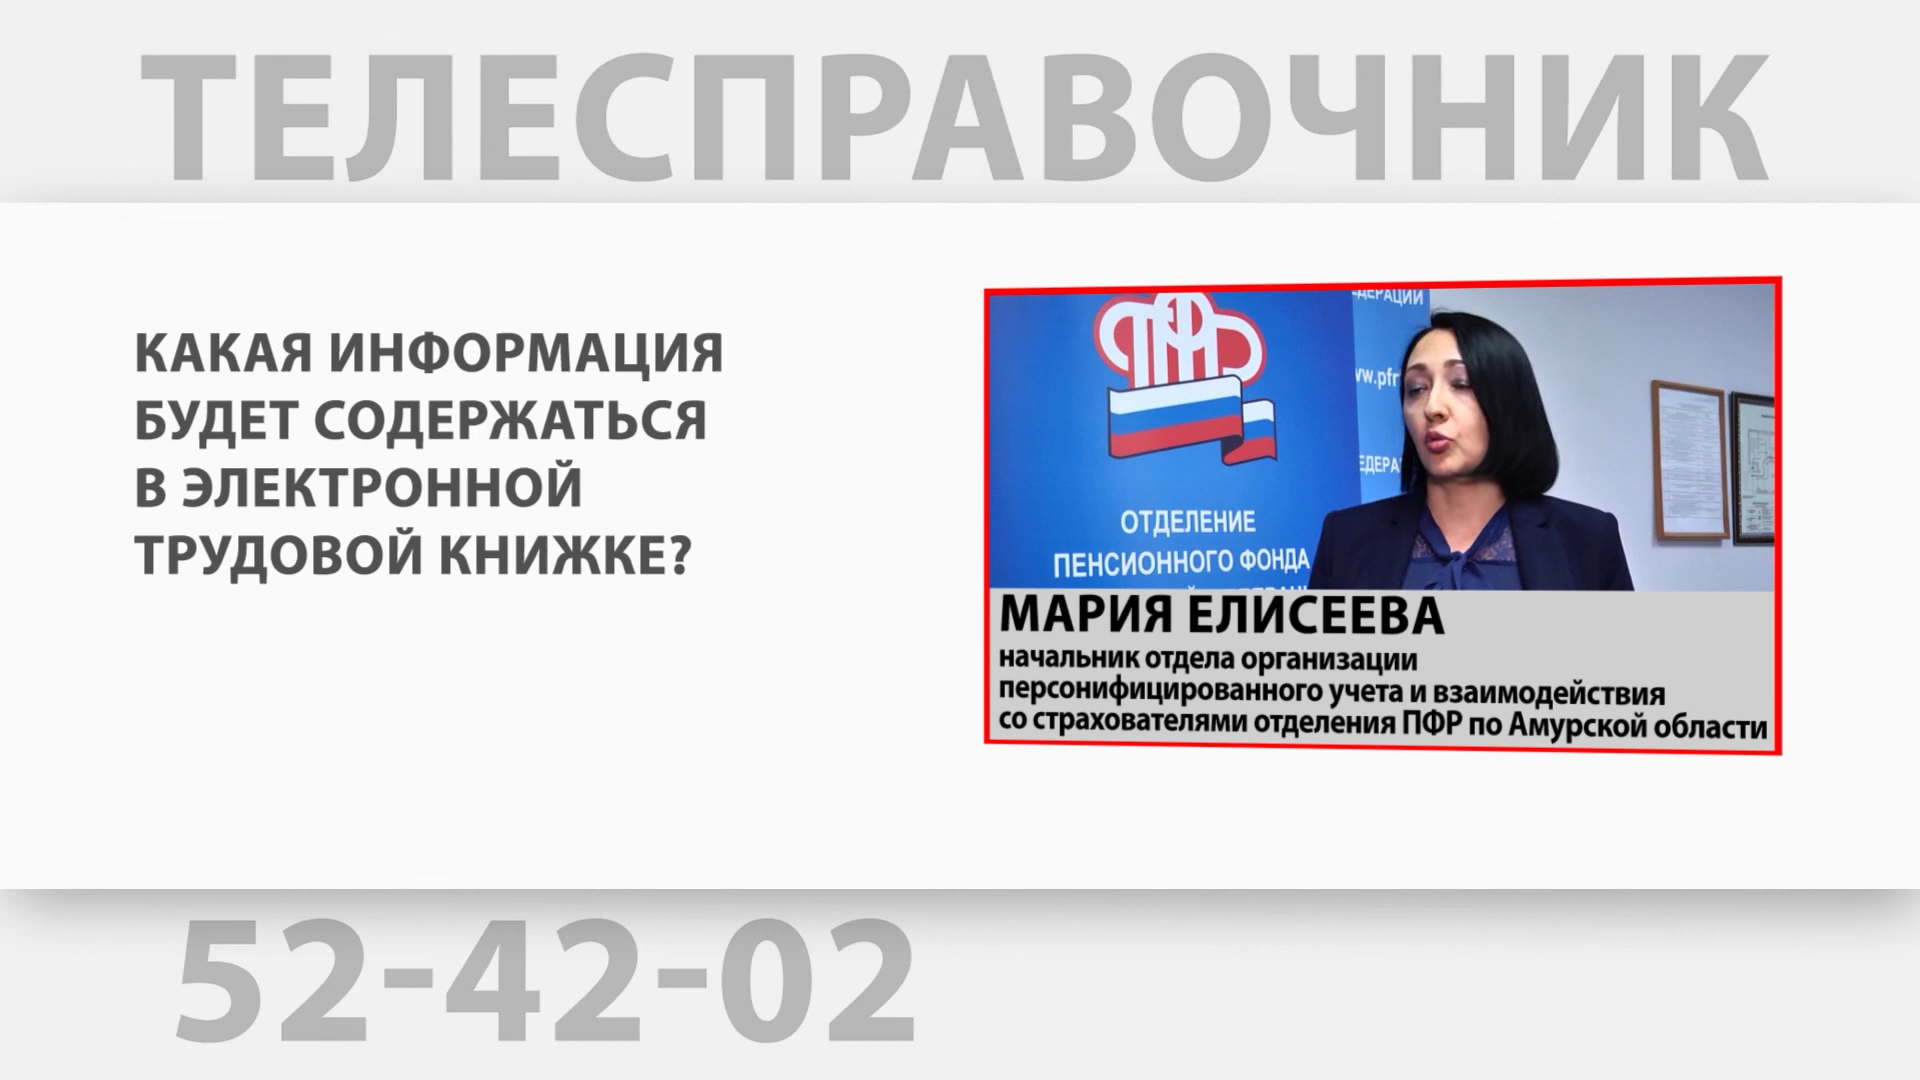 ТЕЛЕСПРАВОЧНИК
КАКАЯ ИНФОРМАЦИЯ
БУДЕТ СОДЕРЖАТЬСЯ
В ЭЛЕКТРОННОЙ
ТРУДОВОЙ КНИЖКЕ?
ПФР
ОТДЕЛЕНИЕ
ПЕНСИОННОГО ФОНДА
МАРИЯ ЕЛИСЕЕВА
начальник отдела организации
персонифицированного учета и взаимодействия
со страхователями отделения ПФР по Амурской области
52-42-02